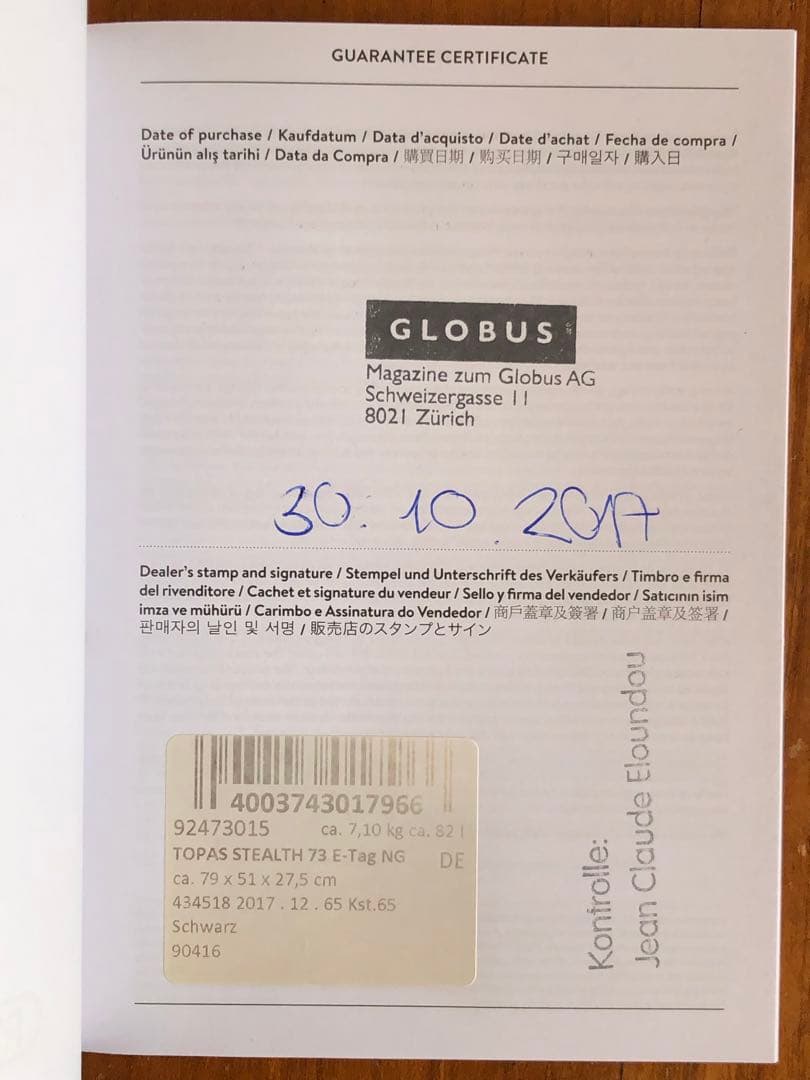 GUARANTEE CERTIFICATE
Date of purchase / Kaufdatum / Data d'acquisto / Date d'achat / Fecha de compra /
Ürünün alış tarihi / Data da Compra / 購買日期 / 购买日期 / 구매일자 / 購入日
GLOBUS
Magazine zum Globus AG
Schweizergasse 11
8021 Zürich
30. 10. 2017
Dealer's stamp and signature / Stempel und Unterschrift des Verkäufers / Timbro e firma
del rivenditore / Cachet et signature du vendeur / Sello y firma del vendedor / Satıcının isim
imza ve mühürü / Carimbo e Assinatura do Vendedor / 商戶蓋章及簽署 / 商户盖章及签署 /
판매자의 날인 및 서명 / 販売店のスタンプとサイン
4003743017966
92473015 ca. 7,10 kg ca. 82 l
TOPAS STEALTH 73 E-Tag NG DE
ca. 79 x 51 x 27,5 cm
434518 2017 . 12 . 65 Kst.65
Schwarz
90416
Kontrolle:
Jean Claude Eloundou